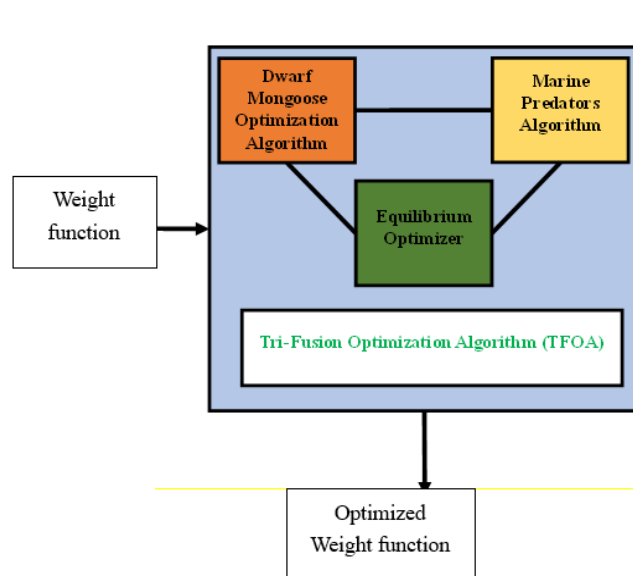 Dwarf
Mongoose
Optimization
Algorithm
Marine
Predators
Algorithm
Weight
function
Equilibrium
Optimizer
Tri-Fusion Optimization Algorithm (TFOA)
Optimized
Weight function